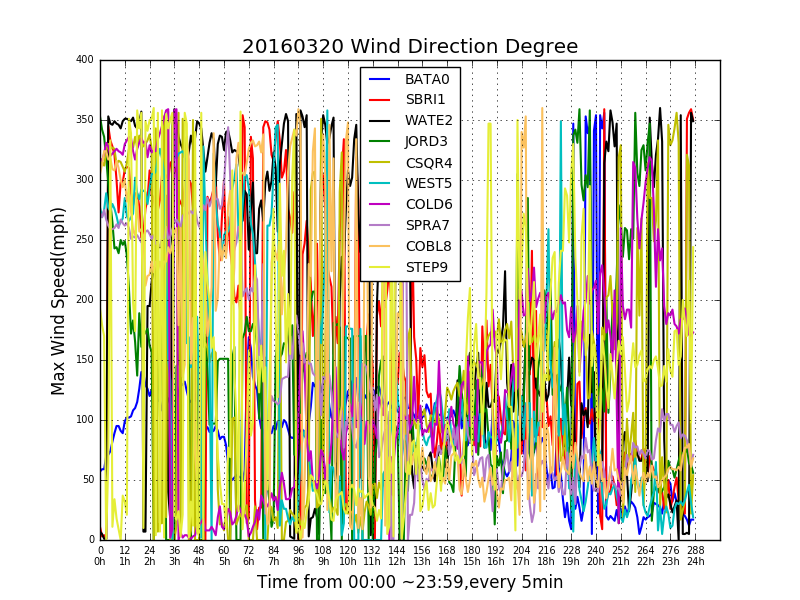 20160320 Wind Direction Degree
Max Wind Speed(mph)
400
350
300
250
200
150
100
50
0
BATA0
SBRI1
WATE2
JORD3
CSQR4
WEST5
COLD6
SPRA7
COBL8
STEP9
0 12 24 36 48 60 72 84 96 108 120 132 144 156 168 180 192 204 216 228 240 252 264 276 288
0h 1h 2h 3h 4h 5h 6h 7h 8h 9h 10h 11h 12h 13h 14h 15h 16h 17h 18h 19h 20h 21h 22h 23h 24h
Time from 00:00 ~23:59,every 5min